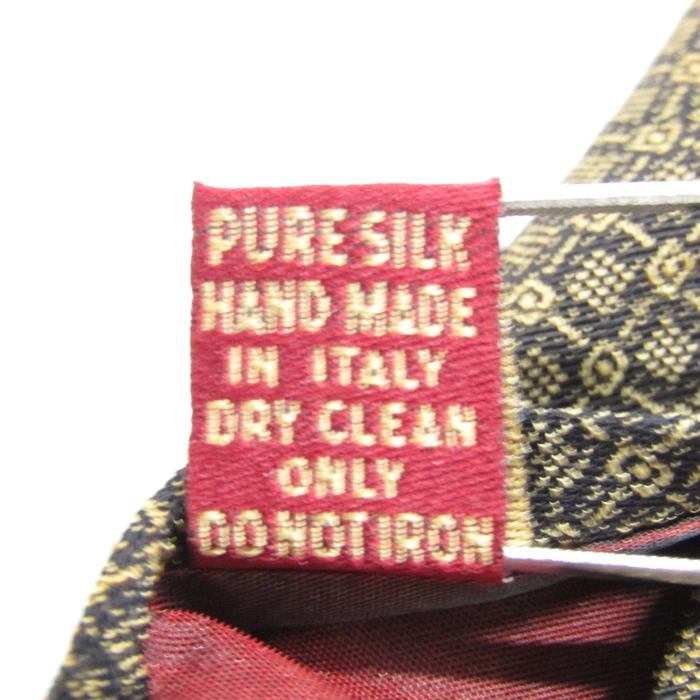 PURE SILK
HAND MADE
IN ITALY
DRY CLEAN
ONLY
DO NOT IRON